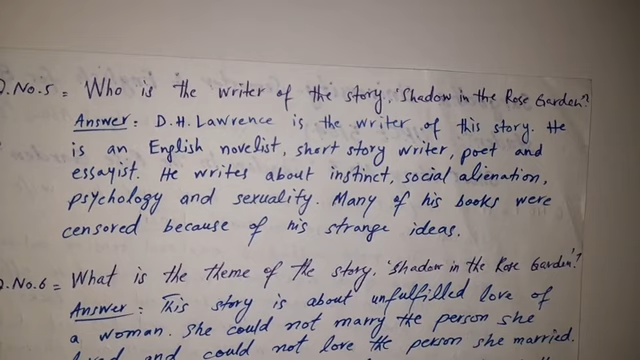 Q.No.5 = Who is the writer of the story. 'Shadow in the Rose Garden'?
Answer : D.H. Lawrence is the writer of this story. He
is an English novelist, short story writer, poet and
essayist. He writes about instinct, social alienation,
psychology and sexuality. Many of his books were
censored because of his strange ideas.
Q.No.6 = What is the theme of the story. 'Shadow in the Rose Garden'?
Answer : This story is about unfulfilled love of
a woman. She could not marry the person she
loved and could not love the person she married.